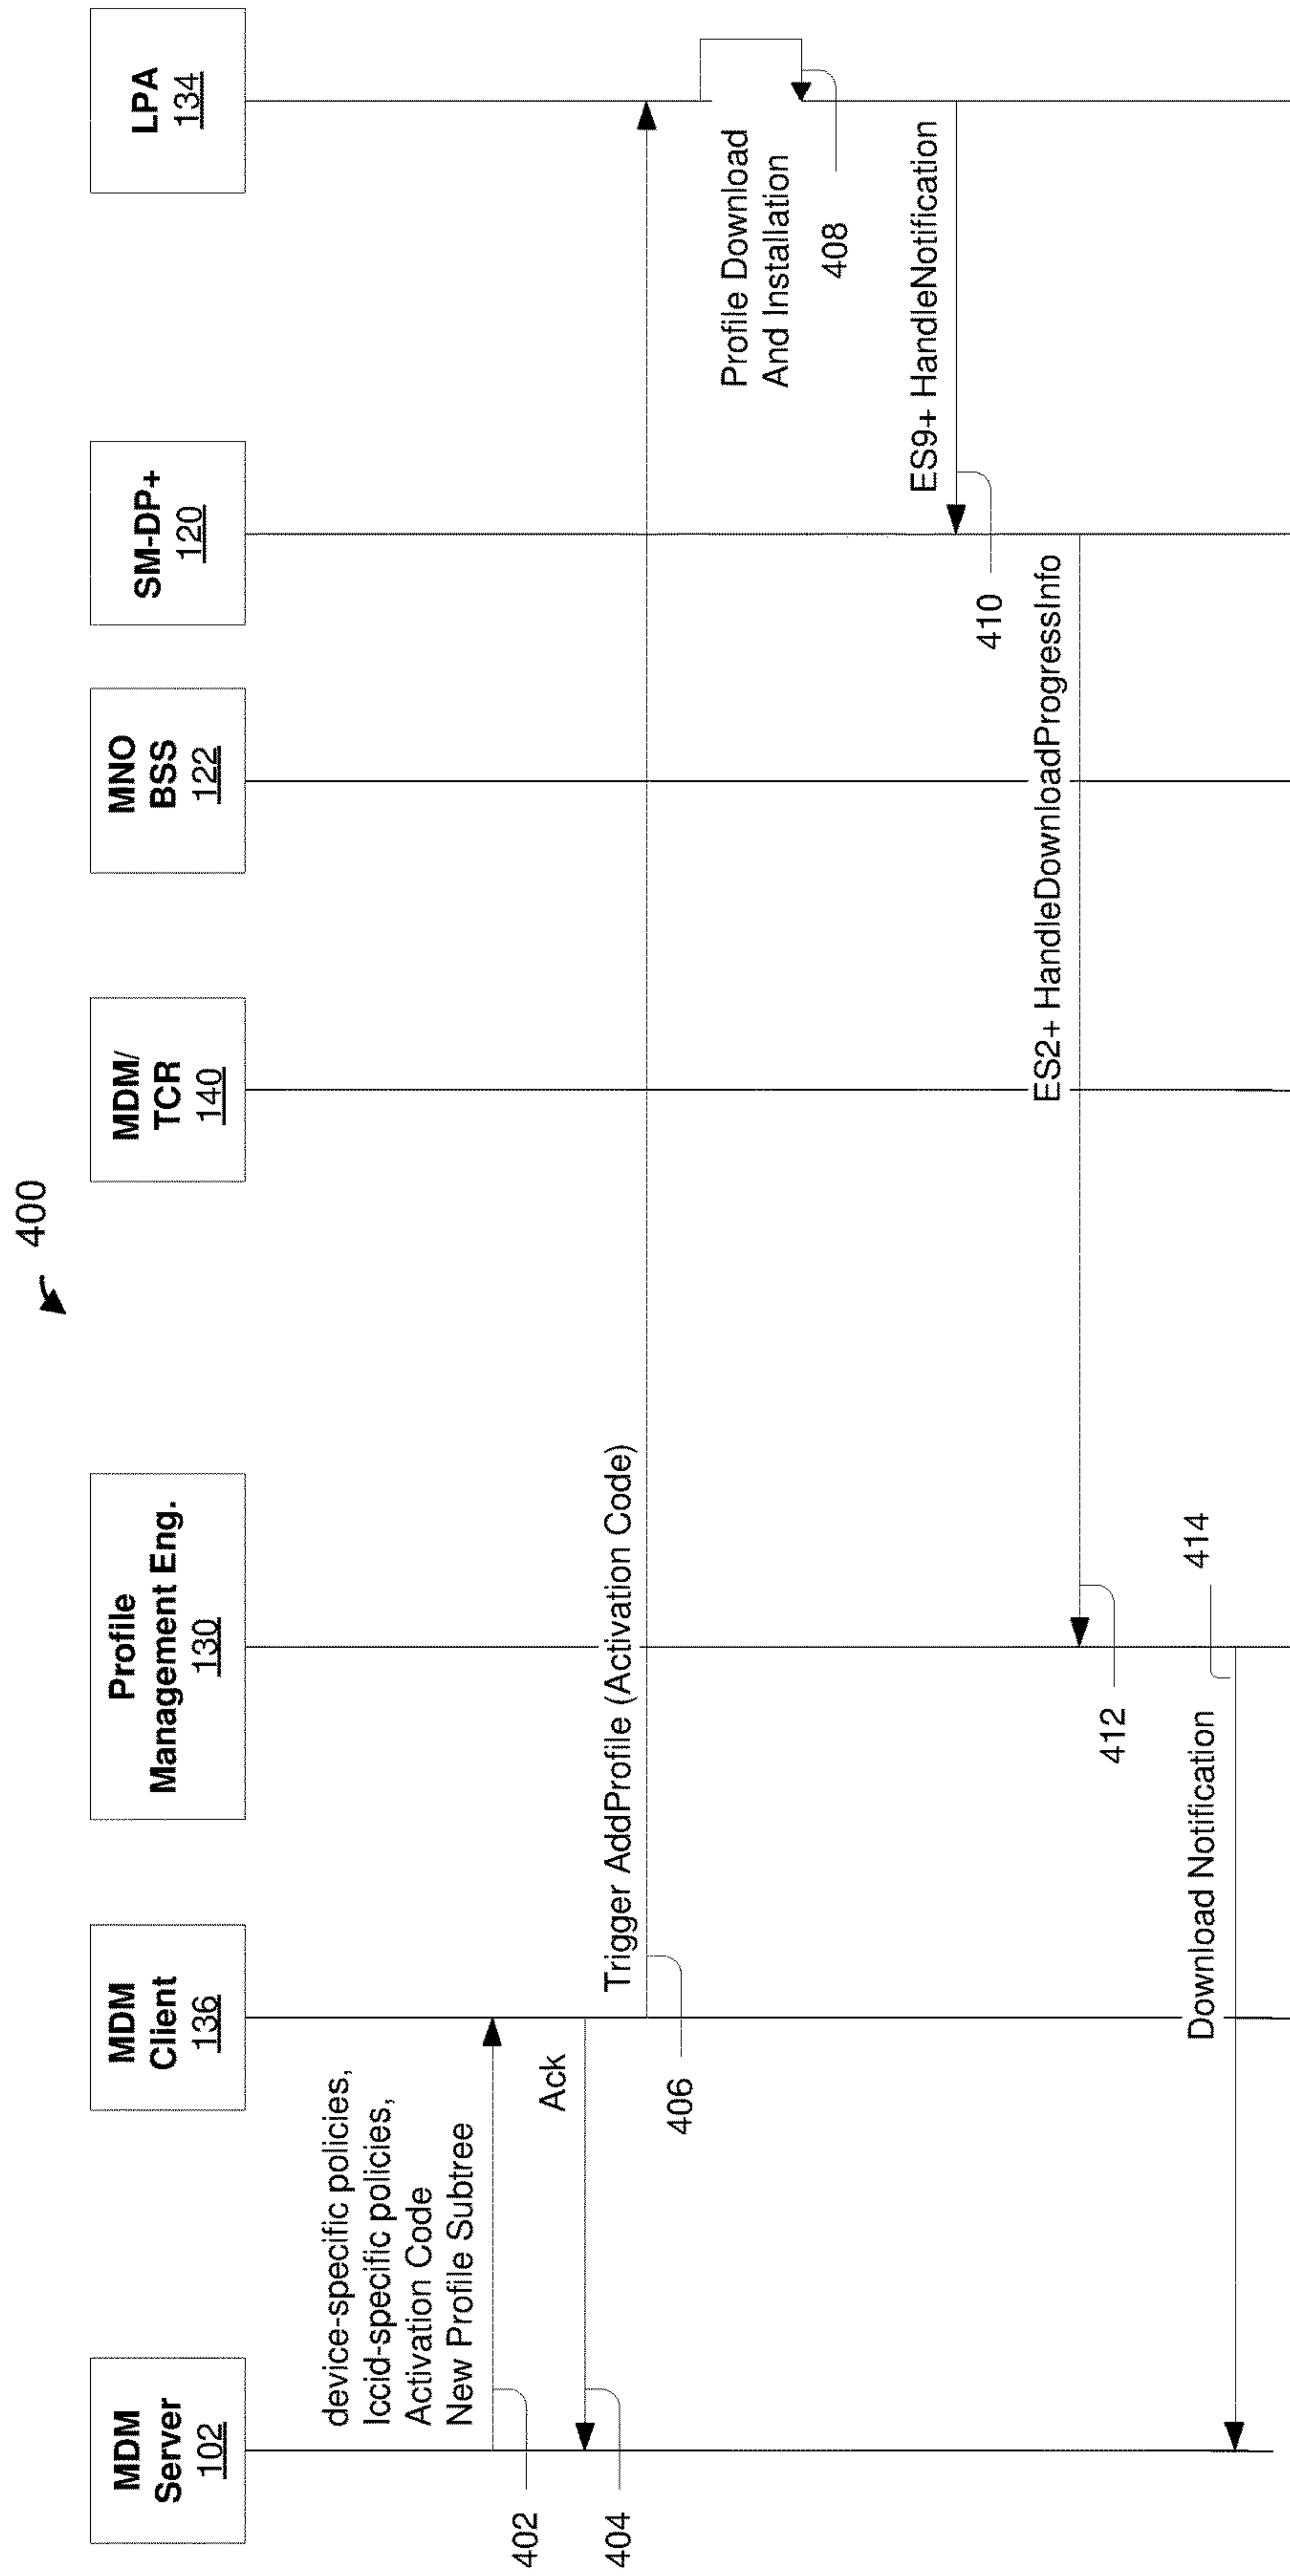 400
MDM
Server
102
MDM
Client
136
Profile
Management Eng.
130
MDM/
TCR
140
MNO
BSS
122
SM-DP+
120
LPA
134
device-specific policies,
Iccid-specific policies,
Activation Code
New Profile Subtree
402
Ack
404
Trigger AddProfile (Activation Code)
406
Profile Download
And Installation
408
ES9+ HandleNotification
410
ES2+ HandleDownloadProgressInfo
412
Download Notification
414